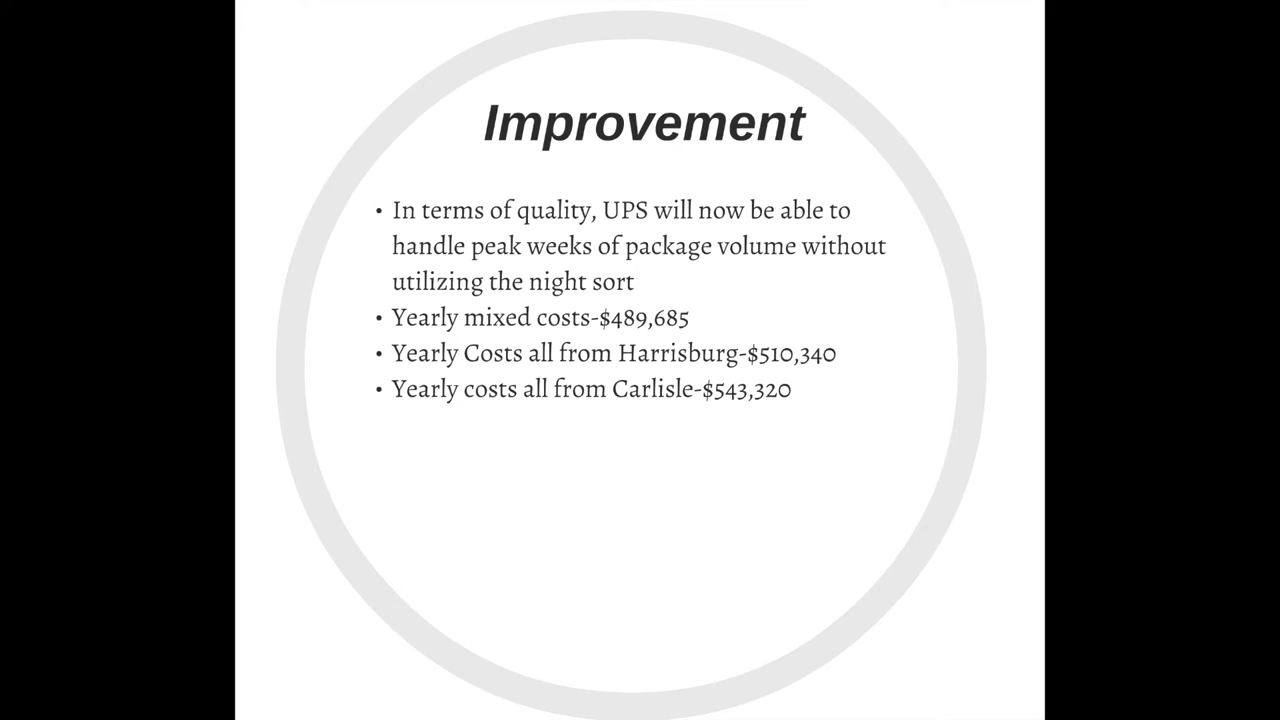 Improvement
• In terms of quality, UPS will now be able to
handle peak weeks of package volume without
utilizing the night sort
• Yearly mixed costs-$489,685
• Yearly Costs all from Harrisburg-$510,340
• Yearly costs all from Carlisle-$543,320